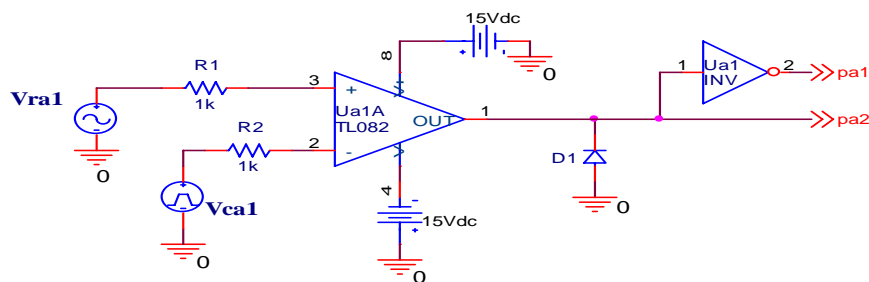 15Vdc
+
-
0
8
R1
1k
3
+
Vra1
+
-
0
Ua1A
TL082
OUT
1
R2
1k
2
-
Vca1
+
-
0
4
-
+
15Vdc
0
D1
0
1
Ua1
INV
2
pa1
pa2